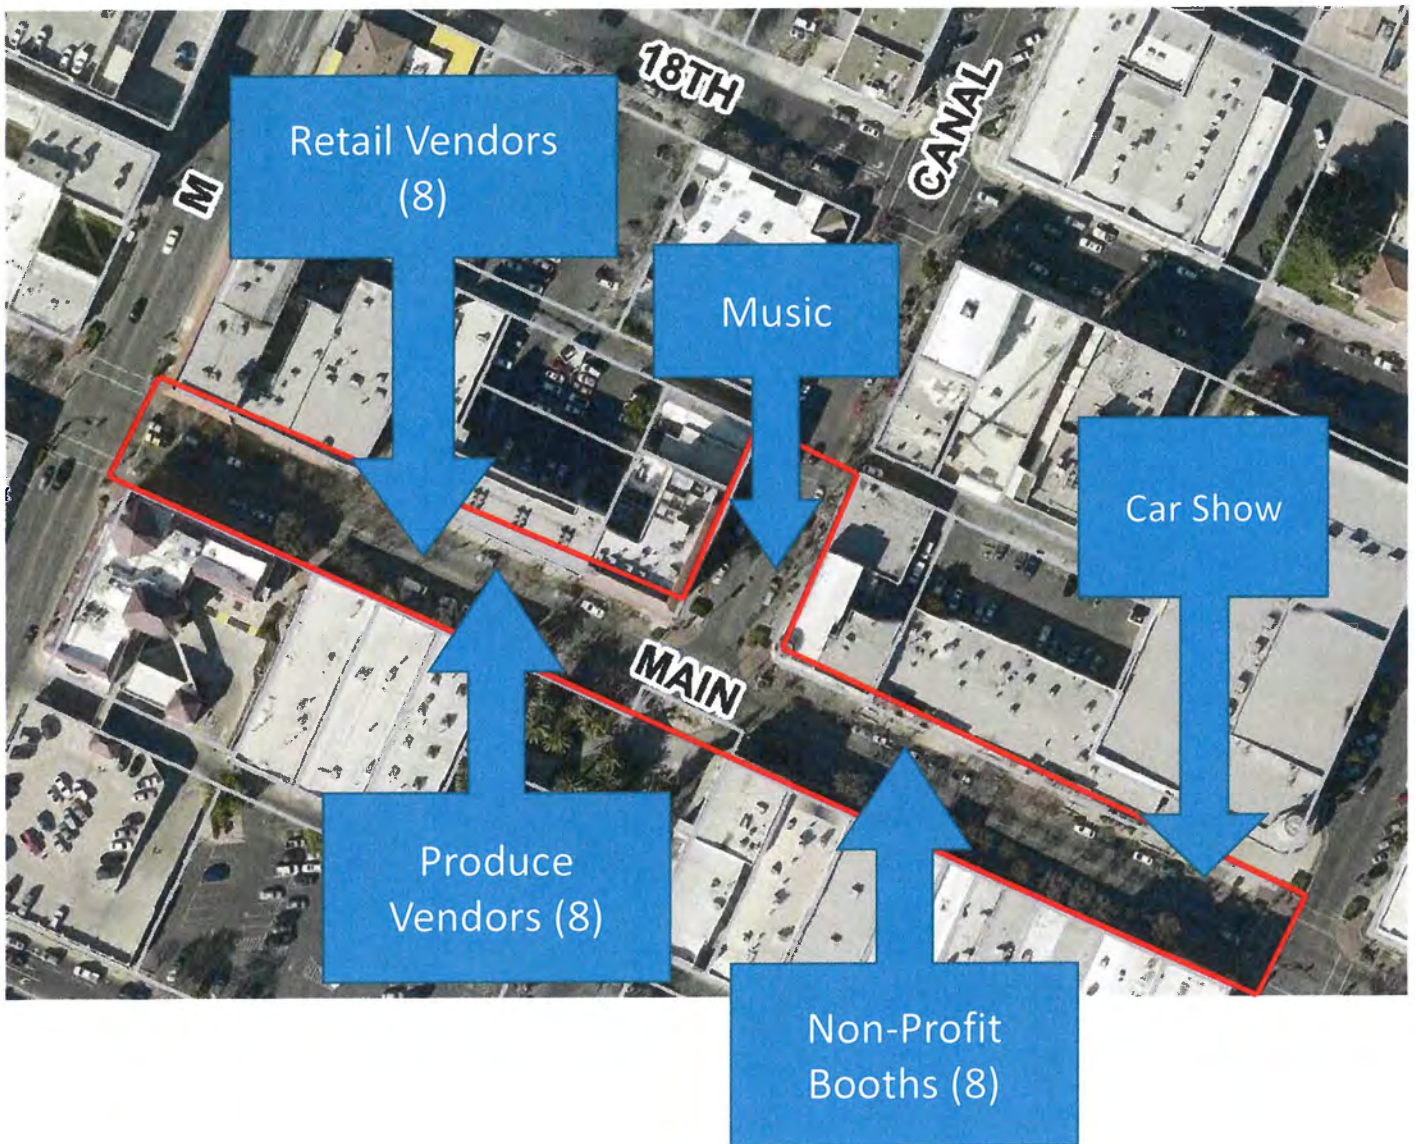 18TH
CANAL
M
Retail Vendors
(8)
Music
Car Show
MAIN
Produce
Vendors (8)
Non-Profit
Booths (8)